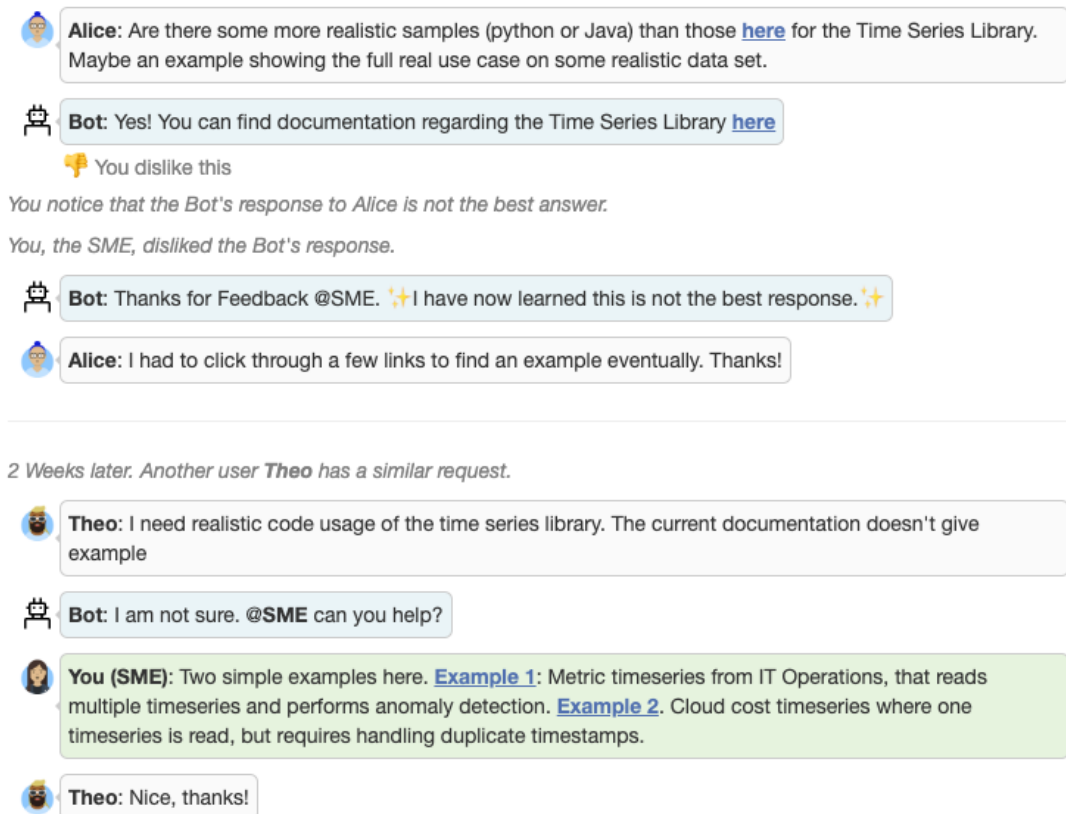 Alice: Are there some more realistic samples (python or Java) than those here for the Time Series Library.
Maybe an example showing the full real use case on some realistic data set.
Bot: Yes! You can find documentation regarding the Time Series Library here
👎 You dislike this
You notice that the Bot's response to Alice is not the best answer.
You, the SME, disliked the Bot's response.
Bot: Thanks for Feedback @SME. ✨I have now learned this is not the best response.✨
Alice: I had to click through a few links to find an example eventually. Thanks!
2 Weeks later. Another user Theo has a similar request.
Theo: I need realistic code usage of the time series library. The current documentation doesn't give
example
Bot: I am not sure. @SME can you help?
You (SME): Two simple examples here. Example 1: Metric timeseries from IT Operations, that reads
multiple timeseries and performs anomaly detection. Example 2. Cloud cost timeseries where one
timeseries is read, but requires handling duplicate timestamps.
Theo: Nice, thanks!